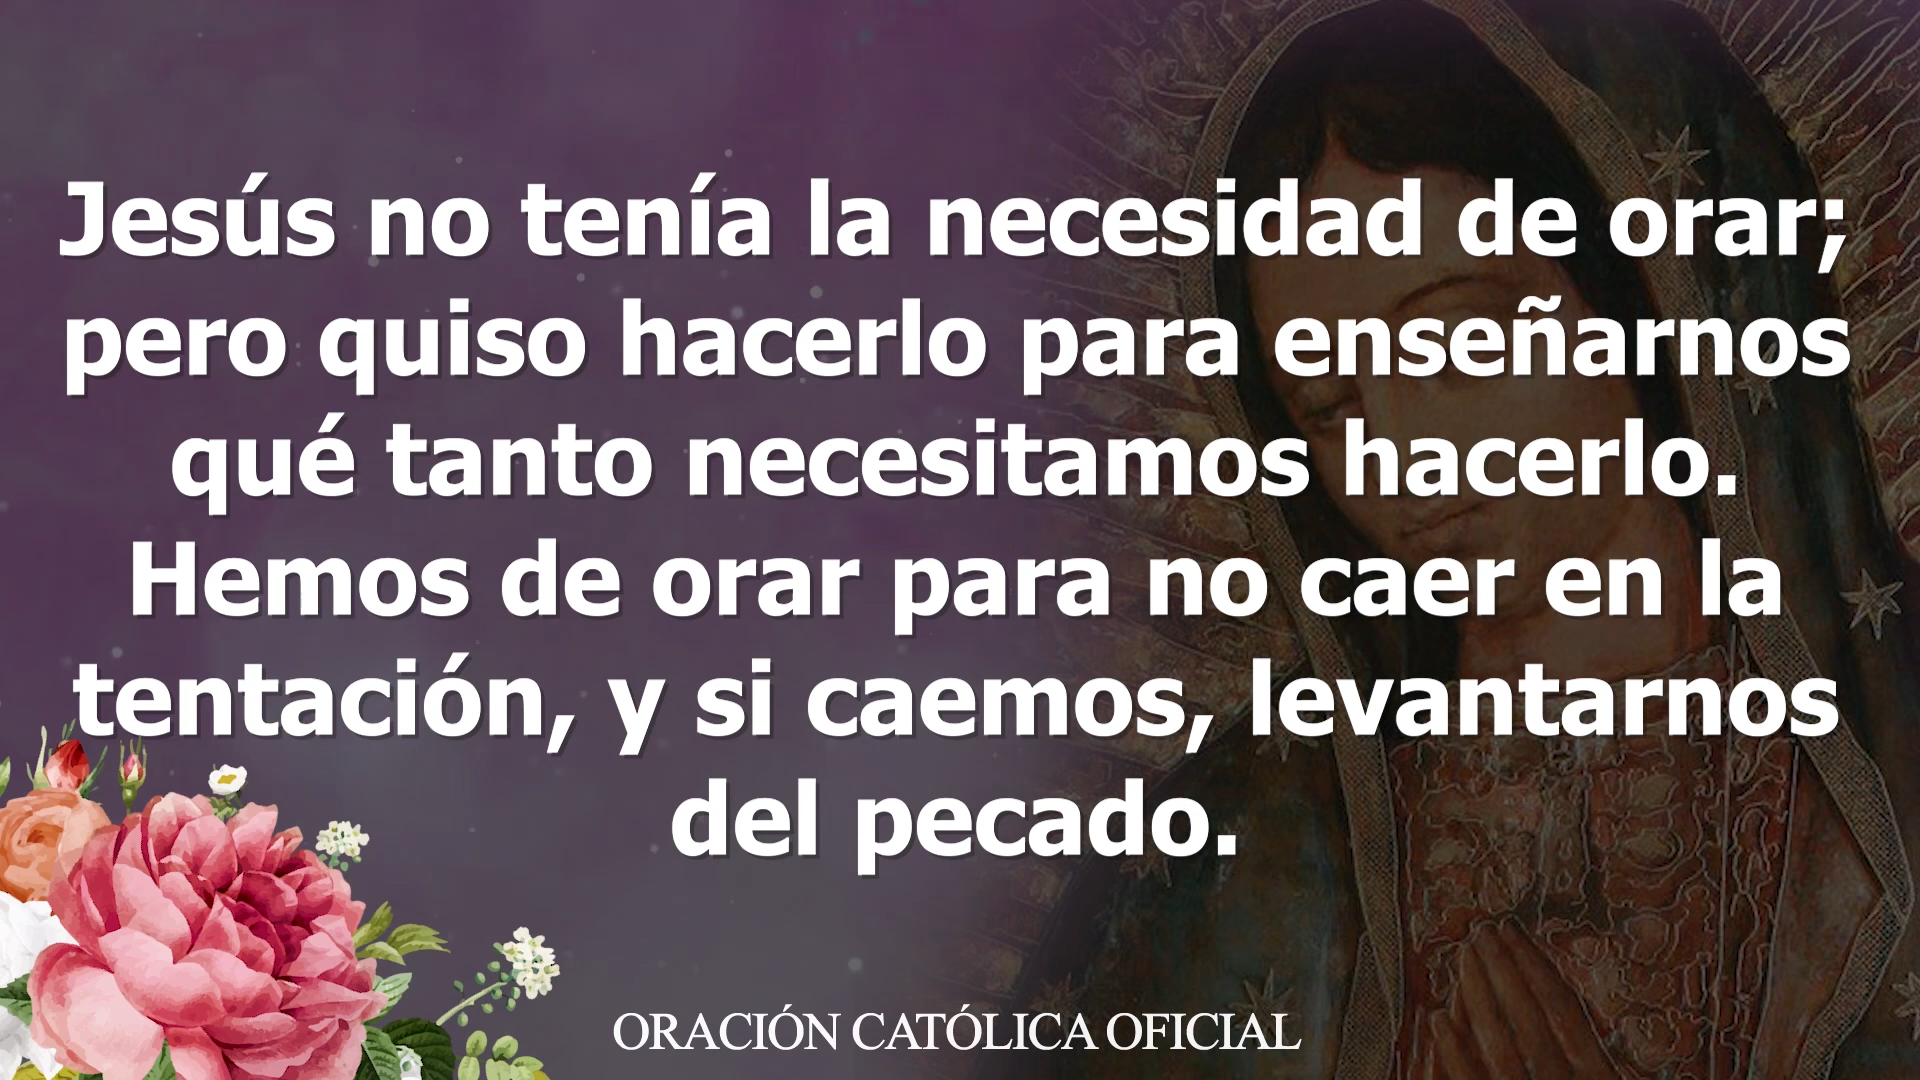 Jesús no tenía la necesidad de orar;
pero quiso hacerlo para enseñarnos
qué tanto necesitamos hacerlo.
Hemos de orar para no caer en la
tentación, y si caemos, levantarnos
del pecado.
ORACIÓN CATÓLICA OFICIAL